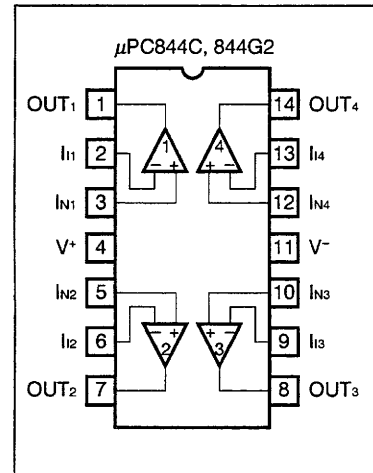 μPC844C, 844G2
OUT1 1 14 OUT4
1 4
II1 2 13 II4
- + + -
IN1 3 12 IN4
V+ 4 11 V−
IN2 5 10 IN3
- + + -
II2 6 9 II3
2 3
OUT2 7 8 OUT3